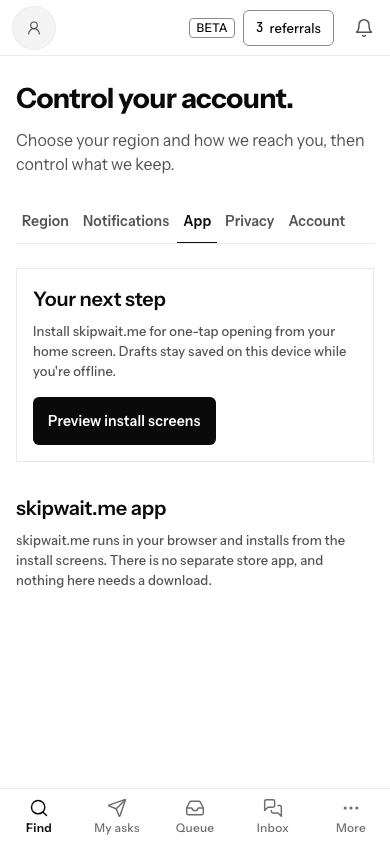 BETA
3 referrals
Control your account.
Choose your region and how we reach you, then
control what we keep.
Region Notifications App Privacy Account
Your next step
Install skipwait.me for one-tap opening from your
home screen. Drafts stay saved on this device while
you're offline.
Preview install screens
skipwait.me app
skipwait.me runs in your browser and installs from the
install screens. There is no separate store app, and
nothing here needs a download.
Find My asks Queue Inbox More